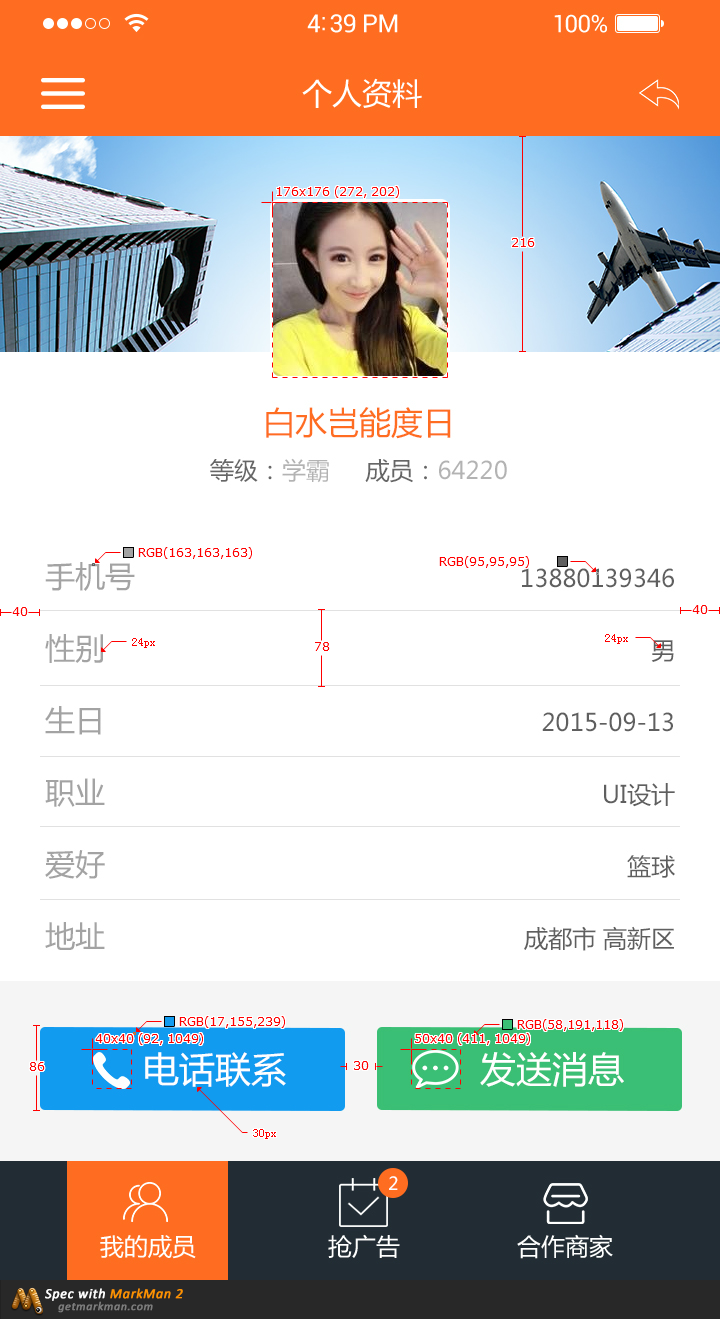 4:39 PM 100%
个人资料
176x176 (272, 202)
216
白水岂能度日
等级：学霸 成员：64220
RGB(163,163,163) RGB(95,95,95)
手机号 13880139346
40 40
性别 24px 78 24px 男
生日 2015-09-13
职业 UI设计
爱好 篮球
地址 成都市 高新区
RGB(17,155,239) RGB(58,191,118)
40x40 (92, 1049) 50x40 (411, 1049)
86 电话联系 30 发送消息
30px
2
我的成员 抢广告 合作商家
Spec with MarkMan 2
getmarkman.com